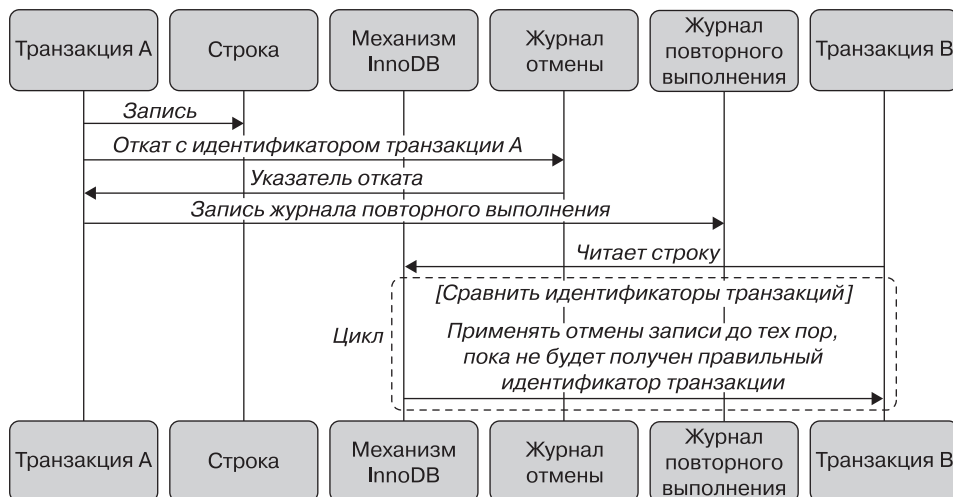 Транзакция А
Строка
Механизм
InnoDB
Журнал
отмены
Журнал
повторного
выполнения
Транзакция В
Запись
Откат с идентификатором транзакции А
Указатель отката
Запись журнала повторного выполнения
Читает строку
[Сравнить идентификаторы транзакций]
Цикл
Применять отмены записи до тех пор,
пока не будет получен правильный
идентификатор транзакции
Транзакция А
Строка
Механизм
InnoDB
Журнал
отмены
Журнал
повторного
выполнения
Транзакция В